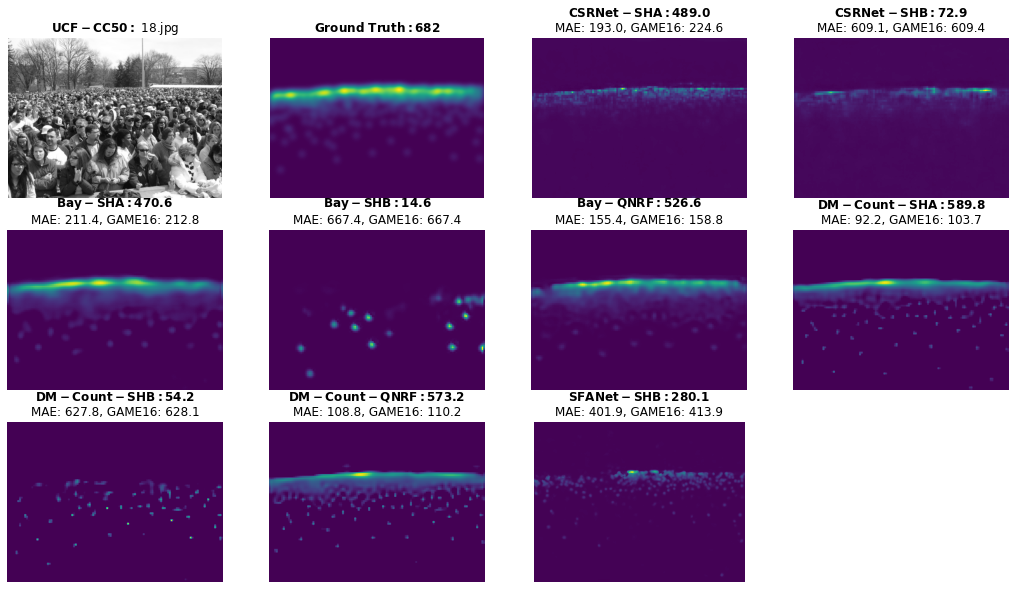 UCF − CC50 : 18.jpg
Ground Truth : 682
CSRNet − SHA : 489.0
MAE: 193.0, GAME16: 224.6
CSRNet − SHB : 72.9
MAE: 609.1, GAME16: 609.4
Bay − SHA : 470.6
MAE: 211.4, GAME16: 212.8
Bay − SHB : 14.6
MAE: 667.4, GAME16: 667.4
Bay − QNRF : 526.6
MAE: 155.4, GAME16: 158.8
DM − Count − SHA : 589.8
MAE: 92.2, GAME16: 103.7
DM − Count − SHB : 54.2
MAE: 627.8, GAME16: 628.1
DM − Count − QNRF : 573.2
MAE: 108.8, GAME16: 110.2
SFANet − SHB : 280.1
MAE: 401.9, GAME16: 413.9